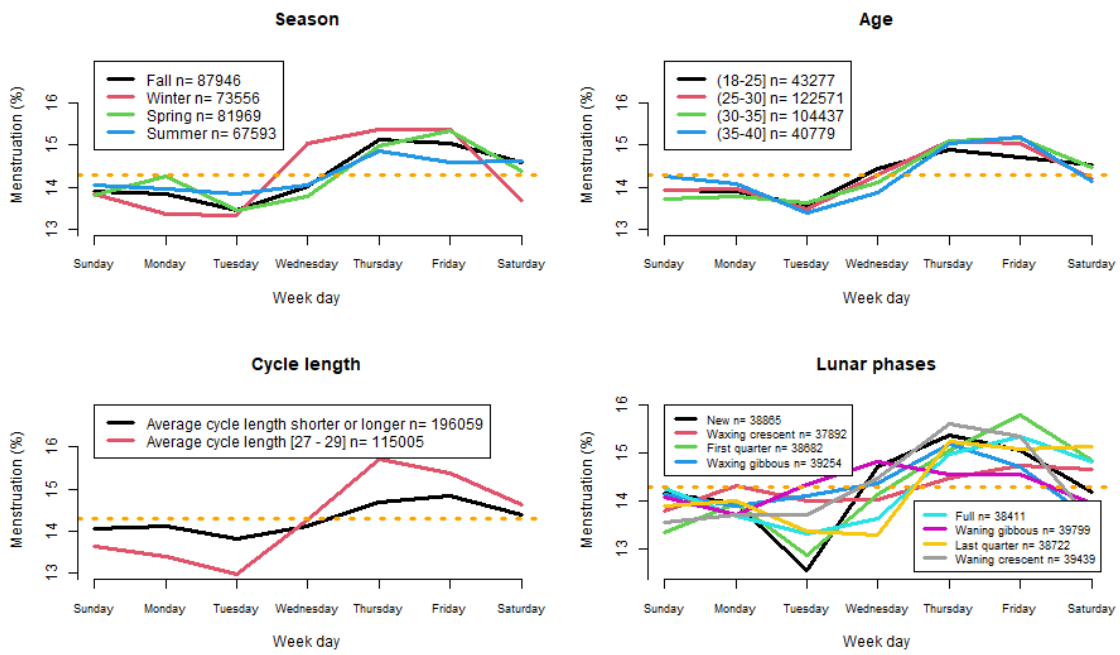 Season
Menstruation (%)
16
15
14
13
Fall n= 87946
Winter n= 73556
Spring n= 81969
Summer n= 67593
Sunday Monday Tuesday Wednesday Thursday Friday Saturday
Week day
Age
Menstruation (%)
16
15
14
13
(18-25] n= 43277
(25-30] n= 122571
(30-35] n= 104437
(35-40] n= 40779
Sunday Monday Tuesday Wednesday Thursday Friday Saturday
Week day
Cycle length
Menstruation (%)
16
15
14
13
Average cycle length shorter or longer n= 196059
Average cycle length [27 - 29] n= 115005
Sunday Monday Tuesday Wednesday Thursday Friday Saturday
Week day
Lunar phases
Menstruation (%)
16
15
14
13
New n= 38865
Waxing crescent n= 37892
First quarter n= 38682
Waxing gibbous n= 39254
Full n= 38411
Waning gibbous n= 39799
Last quarter n= 38722
Waning crescent n= 39439
Sunday Monday Tuesday Wednesday Thursday Friday Saturday
Week day